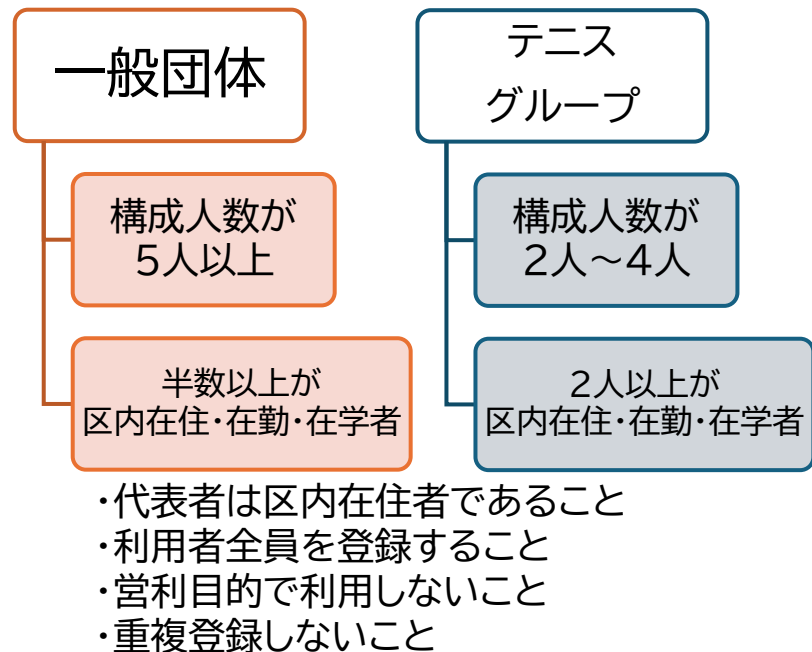 一般団体
構成人数が
5人以上
半数以上が
区内在住・在勤・在学者
テニス
グループ
構成人数が
2人～4人
2人以上が
区内在住・在勤・在学者
・代表者は区内在住者であること
・利用者全員を登録すること
・営利目的で利用しないこと
・重複登録しないこと